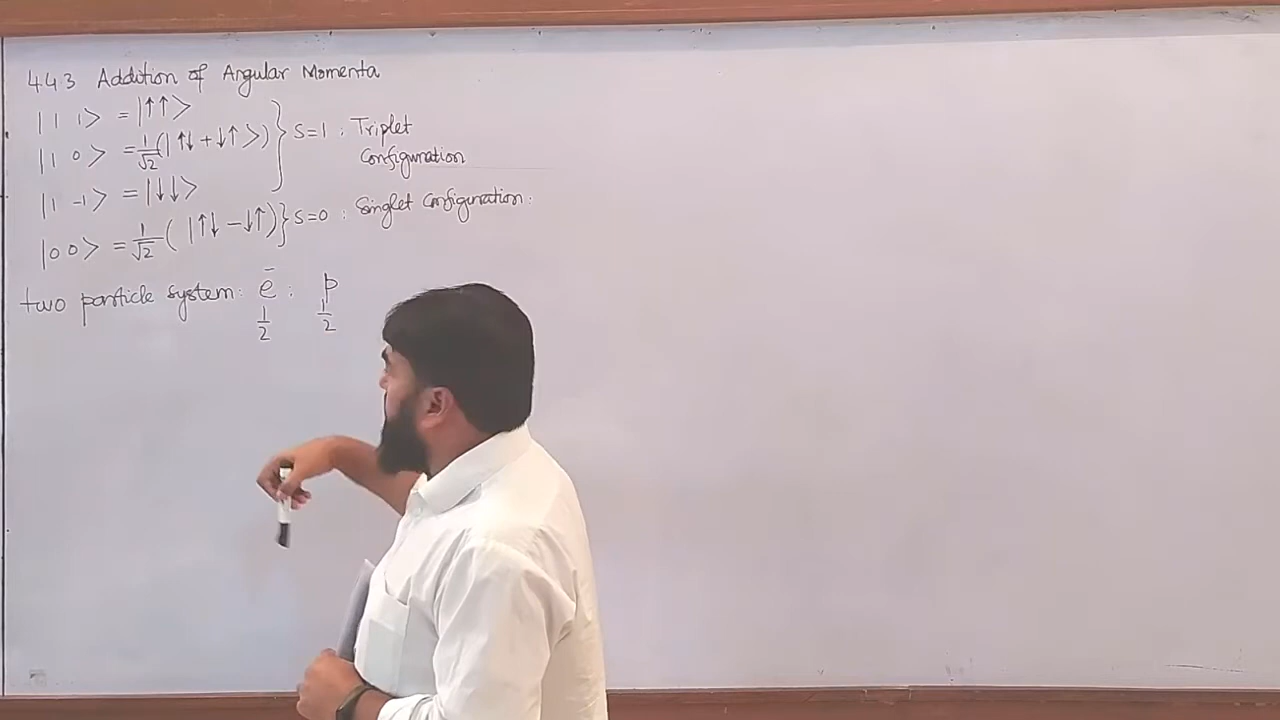 4.4.3 Addition of Angular Momenta
|1 1> = |↑↑>
|1 0> = 1/√2 (|↑↓ + ↓↑>) } S=1 : Triplet Configuration
|1 -1> = |↓↓>
|0 0> = 1/√2 ( |↑↓ - ↓↑) } S=0 : Singlet Configuration.
two particle system: e⁻ : p
1/2 1/2